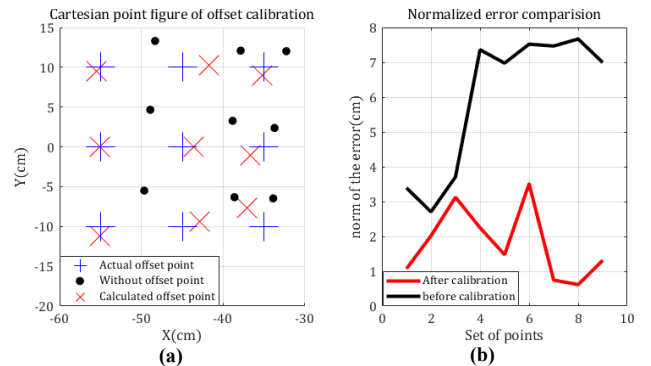 Cartesian point figure of offset calibration
15
10
5
0
-5
-10
-15
-20
Y(cm)
Actual offset point
Without offset point
Calculated offset point
-60
-50
-40
-30
X(cm)
(a)
Normalized error comparision
8
7
6
5
4
3
2
1
0
norm of the error(cm)
After calibration
before calibration
0
2
4
6
8
10
Set of points
(b)